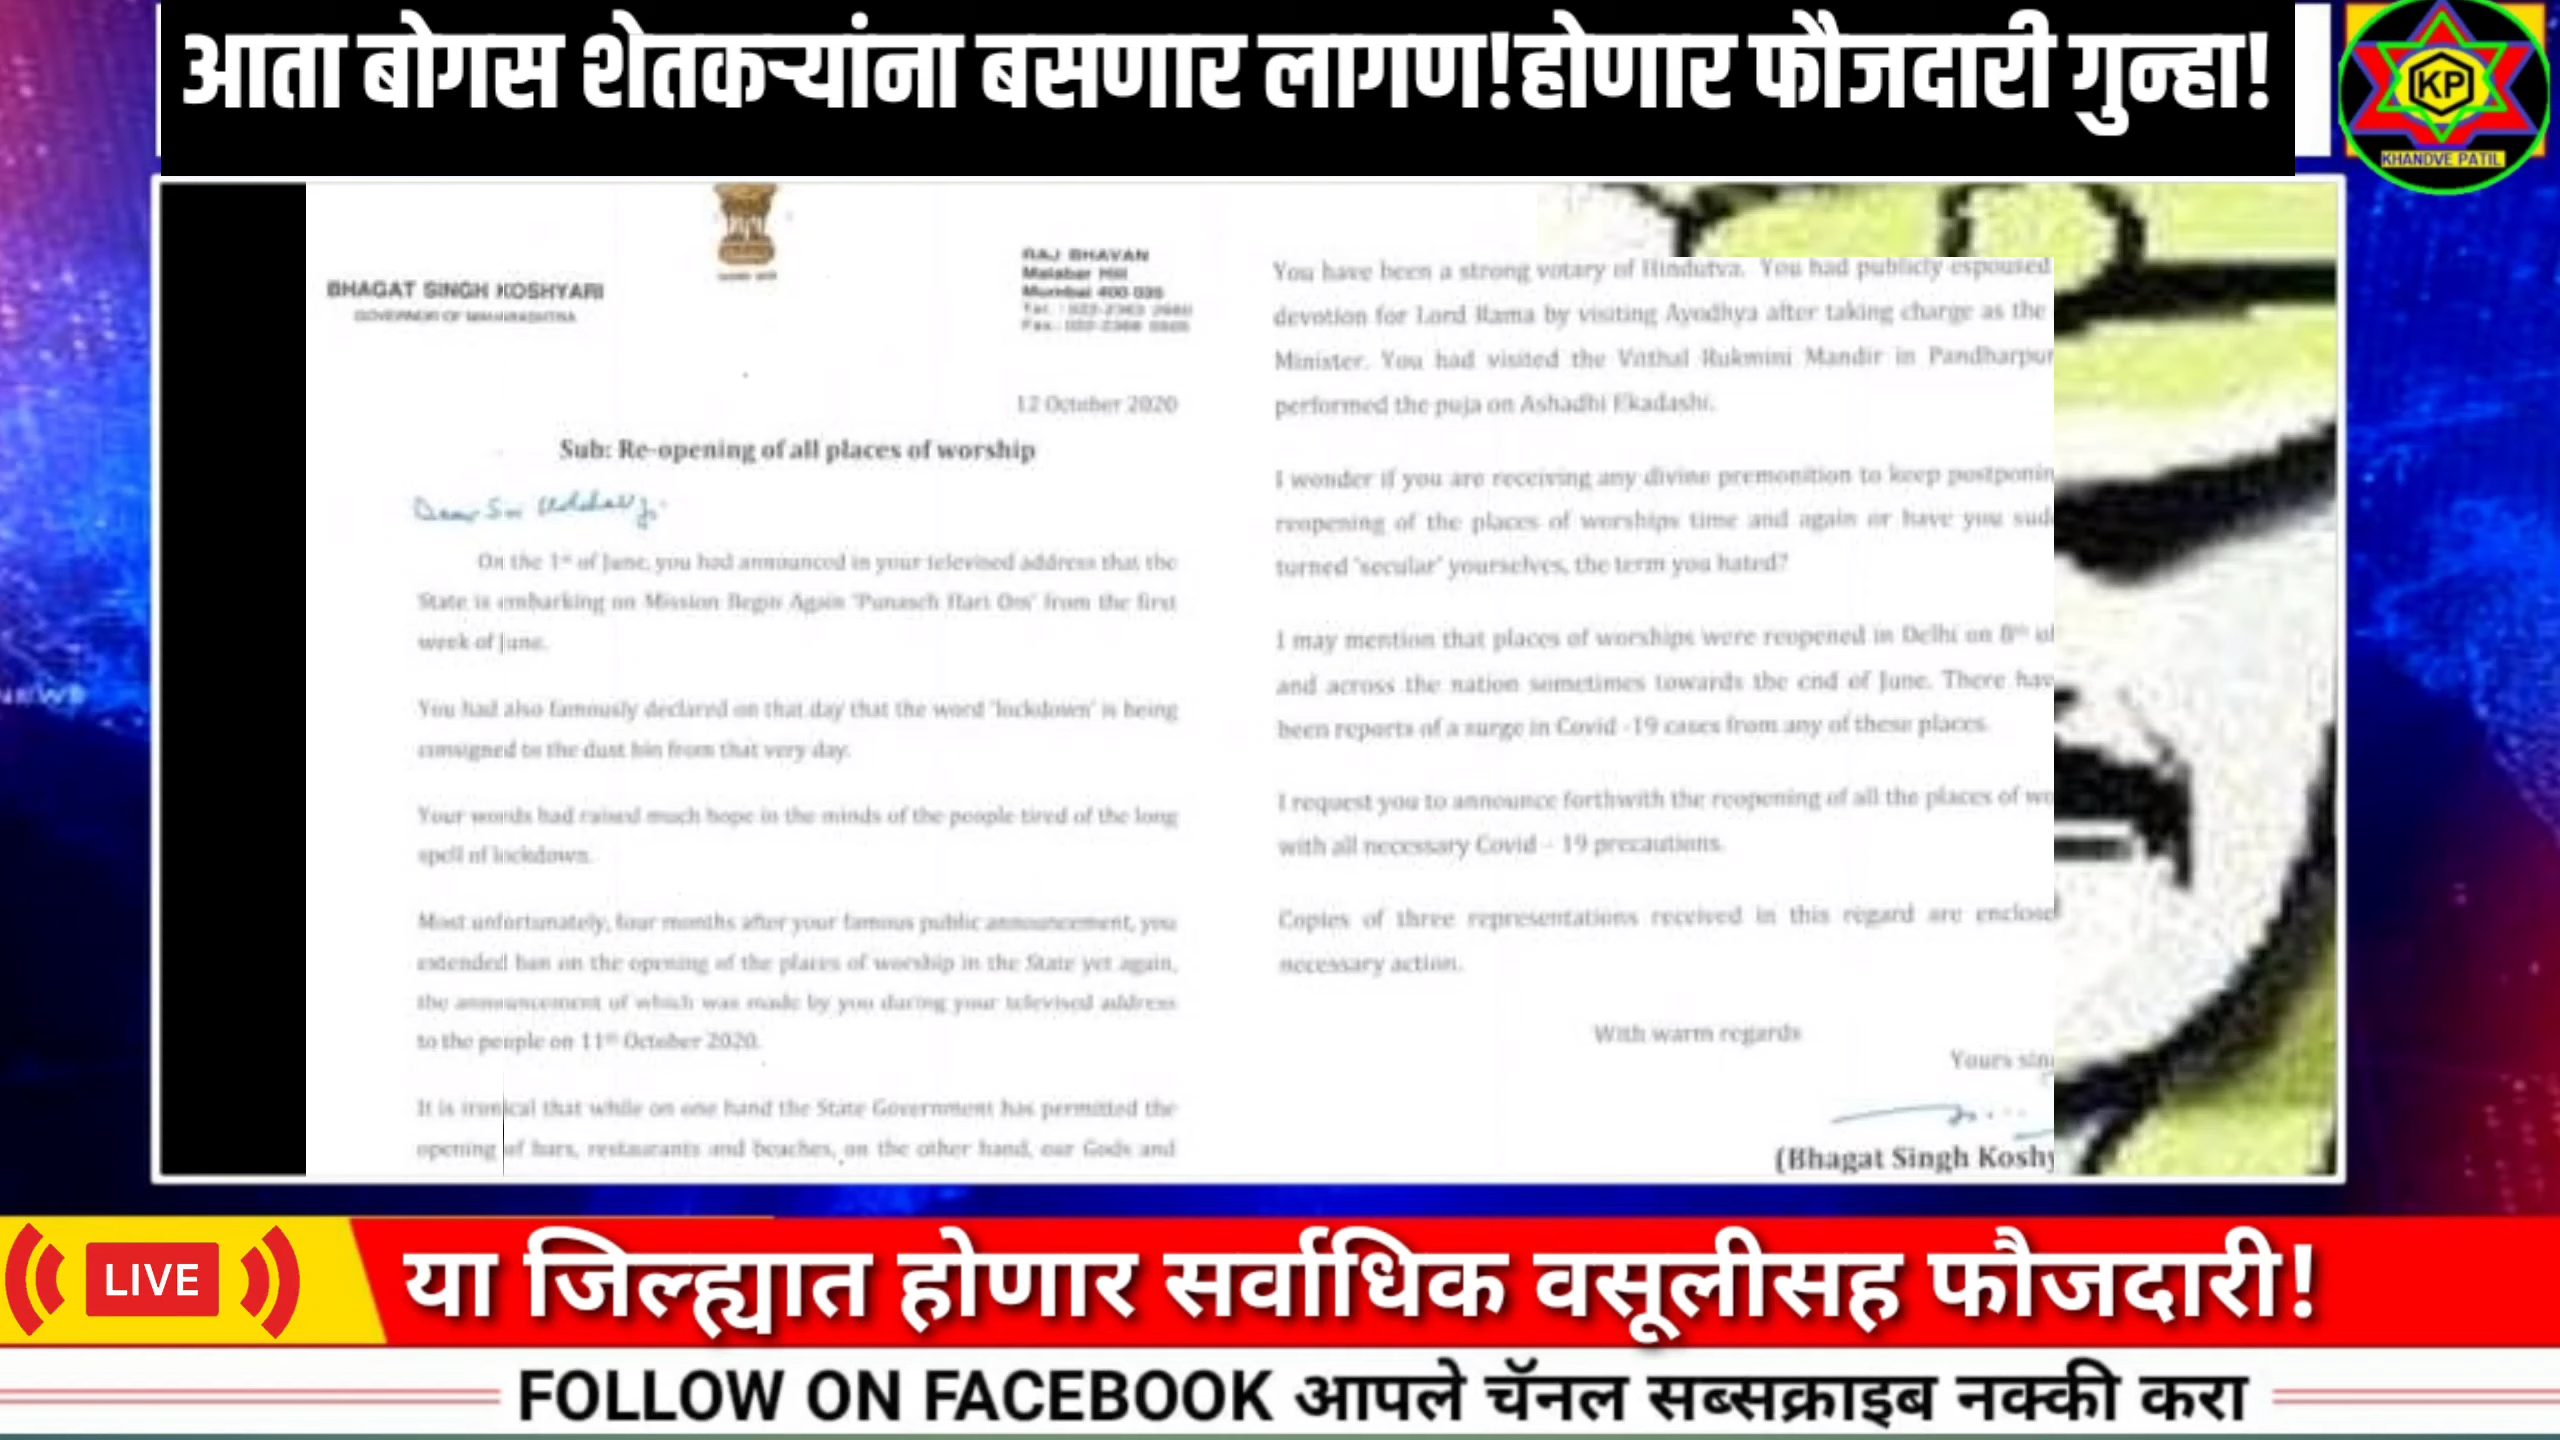 आता बोगस शेतकऱ्यांना बसणार लागण!होणार फौजदारी गुन्हा!
KP
KHANDVE PATIL
BHAGAT SINGH KOSHYARI
GOVERNOR OF MAHARASHTRA
RAJ BHAVAN
Malabar Hill
Mumbai 400 035
12 October 2020
Sub: Re-opening of all places of worship
Dear
On the 1st of June, you had announced in your televised address that the
State is embarking on Mission Begin Again 'Punasch Hari Om' from the first
week of June.
You had also famously declared on that day that the word 'lockdown' is being
consigned to the dust bin from that very day.
Your words had raised much hope in the minds of the people tired of the long
spell of lockdown.
Most unfortunately, four months after your famous public announcement, you
extended ban on the opening of the places of worship in the State yet again,
the announcement of which was made by you during your televised address
to the people on 11th October 2020.
It is ironical that while on one hand the State Government has permitted the
opening of bars, restaurants and beaches, on the other hand, our Gods and
You have been a strong votary of Hindutva. You had publicly espoused
devotion for Lord Rama by visiting Ayodhya after taking charge as the
Minister. You had visited the Vitthal Rukmini Mandir in Pandharpur
performed the puja on Ashadhi Ekadashi.
I wonder if you are receiving any divine premonition to keep postponin
reopening of the places of worships time and again or have you sud
turned 'secular' yourselves, the term you hated?
I may mention that places of worships were reopened in Delhi on 8th of
and across the nation sometimes towards the end of June. There hav
been reports of a surge in Covid -19 cases from any of these places.
I request you to announce forthwith the reopening of all the places of wo
with all necessary Covid - 19 precautions.
Copies of three representations received in this regard are enclosed
necessary action.
With warm regards
Yours sin
(Bhagat Singh Koshy
LIVE
या जिल्ह्यात होणार सर्वाधिक वसूलीसह फौजदारी!
FOLLOW ON FACEBOOK आपले चॅनल सब्सक्राइब नक्की करा